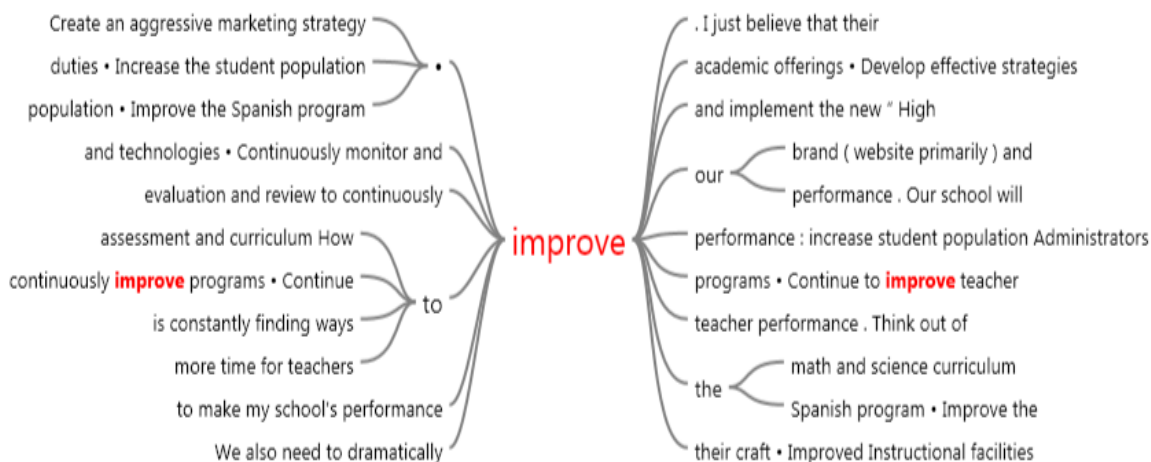 Create an aggressive marketing strategy
duties • Increase the student population
population • Improve the Spanish program
•
and technologies • Continuously monitor and
evaluation and review to continuously
assessment and curriculum How
continuously improve programs • Continue
is constantly finding ways
more time for teachers
to
to make my school's performance
We also need to dramatically
improve
. I just believe that their
academic offerings • Develop effective strategies
and implement the new “ High
our
brand ( website primarily ) and
performance . Our school will
performance : increase student population Administrators
programs • Continue to improve teacher
teacher performance . Think out of
the
math and science curriculum
Spanish program • Improve the
their craft • Improved Instructional facilities